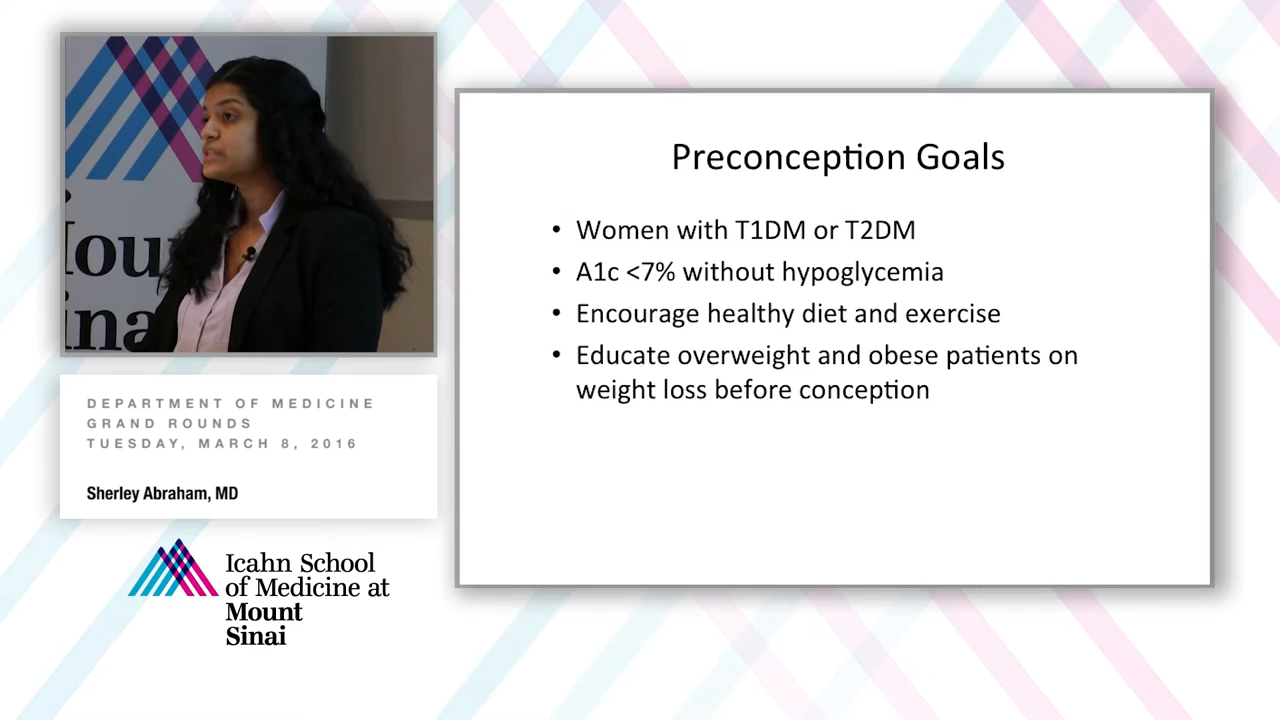 Mount
Sinai
DEPARTMENT OF MEDICINE
GRAND ROUNDS
TUESDAY, MARCH 8, 2016
Sherley Abraham, MD
Icahn School
of Medicine at
Mount
Sinai
Preconception Goals
• Women with T1DM or T2DM
• A1c <7% without hypoglycemia
• Encourage healthy diet and exercise
• Educate overweight and obese patients on
weight loss before conception